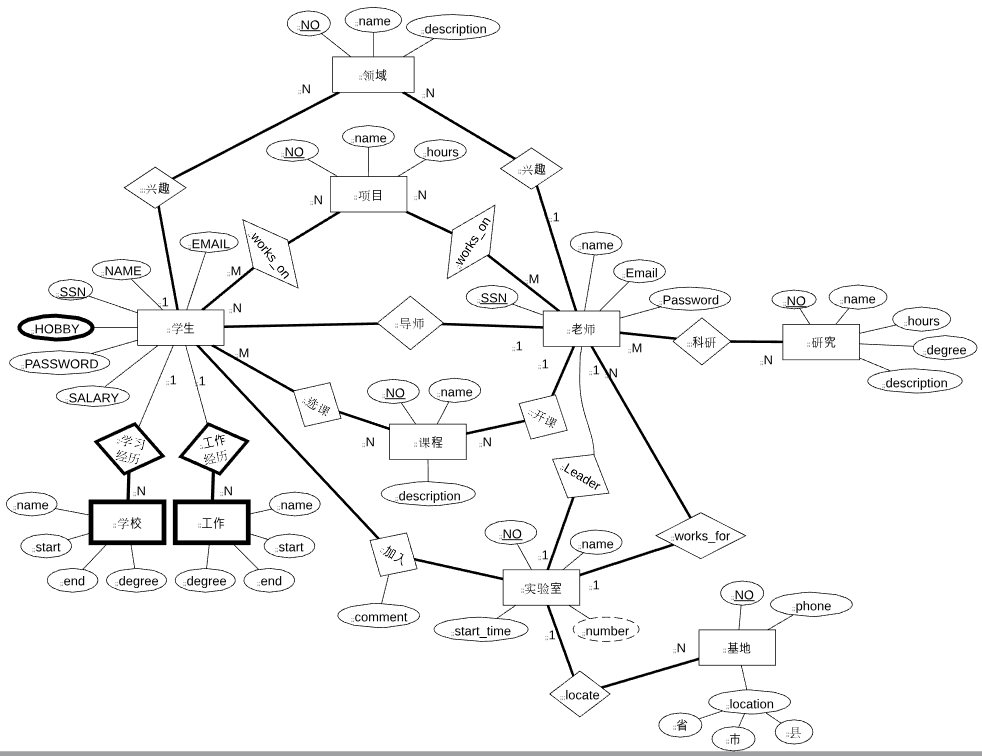 NO
name
description
领域
N
N
name
NO
hours
兴趣
兴趣
N
项目
N
1
works_on
works_on
EMAIL
name
M
M
NAME
Email
SSN
1
N
SSN
Password
NO
name
HOBBY
学生
导师
老师
hours
科研
研究
1
M
degree
M
N
PASSWORD
1
1
N
1
1
description
SALARY
NO
name
选课
开课
学习
经历
工作
经历
N
课程
N
Leader
N
N
description
name
name
学校
工作
NO
works_for
start
start
name
加入
1
end
degree
degree
end
实验室
1
NO
phone
comment
start_time
number
1
基地
N
locate
location
省
市
县